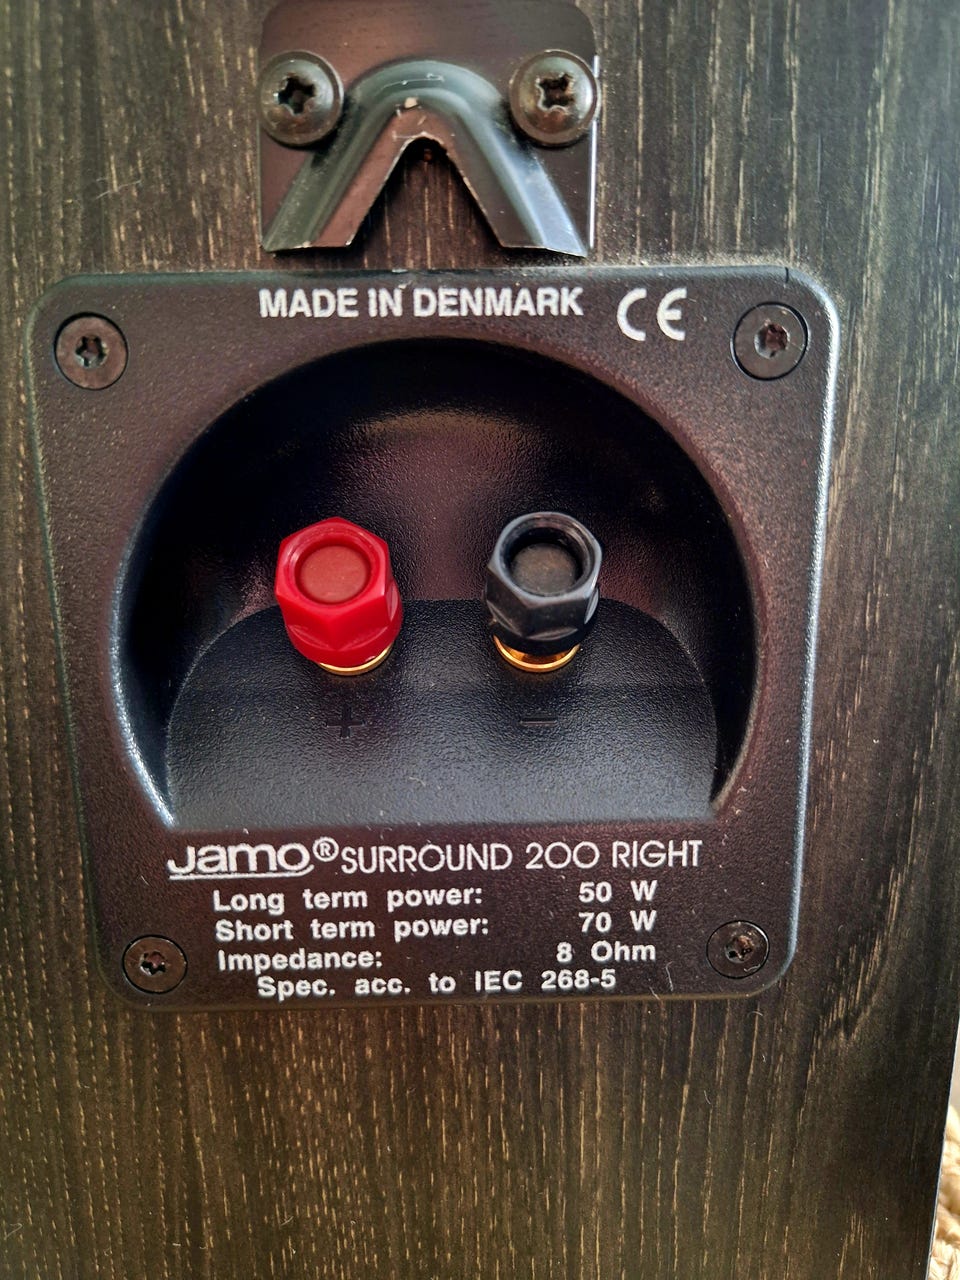 MADE IN DENMARK CE
+ −
Jamo® SURROUND 200 RIGHT
Long term power: 50 W
Short term power: 70 W
Impedance: 8 Ohm
Spec. acc. to IEC 268-5